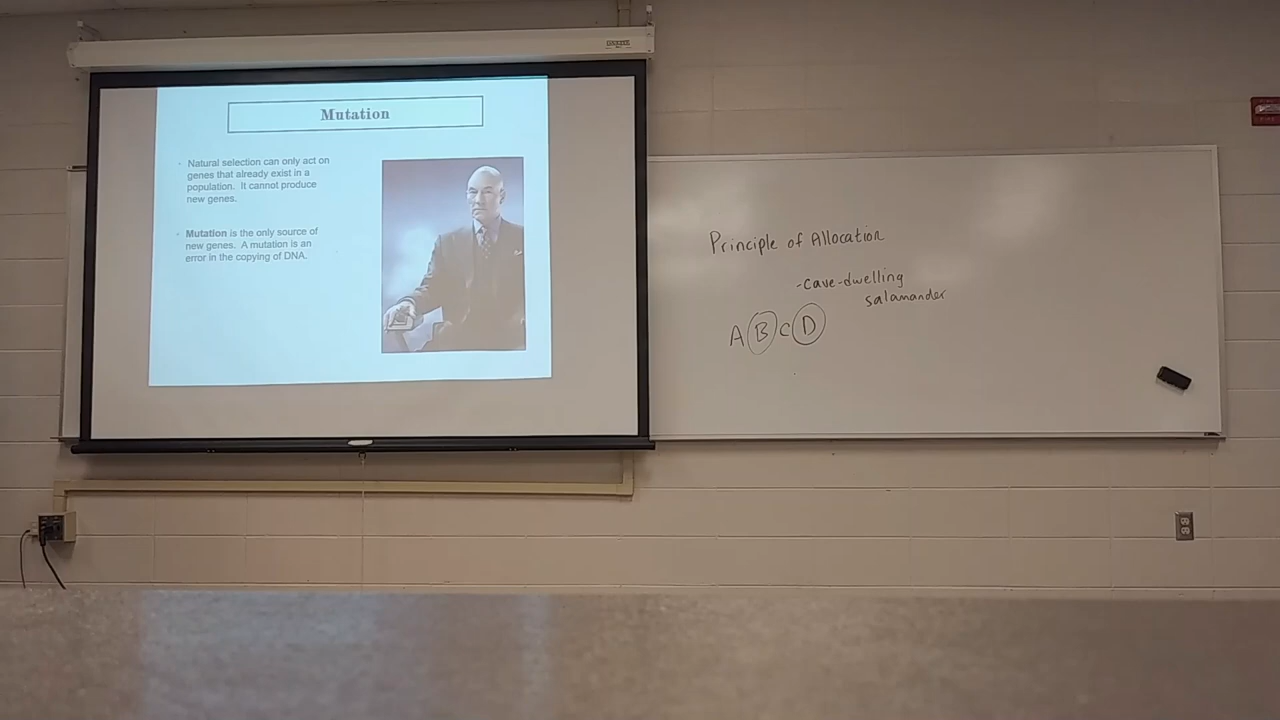 Mutation
Natural selection can only act on
genes that already exist in a
population. It cannot produce
new genes.
Mutation is the only source of
new genes. A mutation is an
error in the copying of DNA.
Principle of Allocation
-cave-dwelling
salamander
A B C D
FIRE